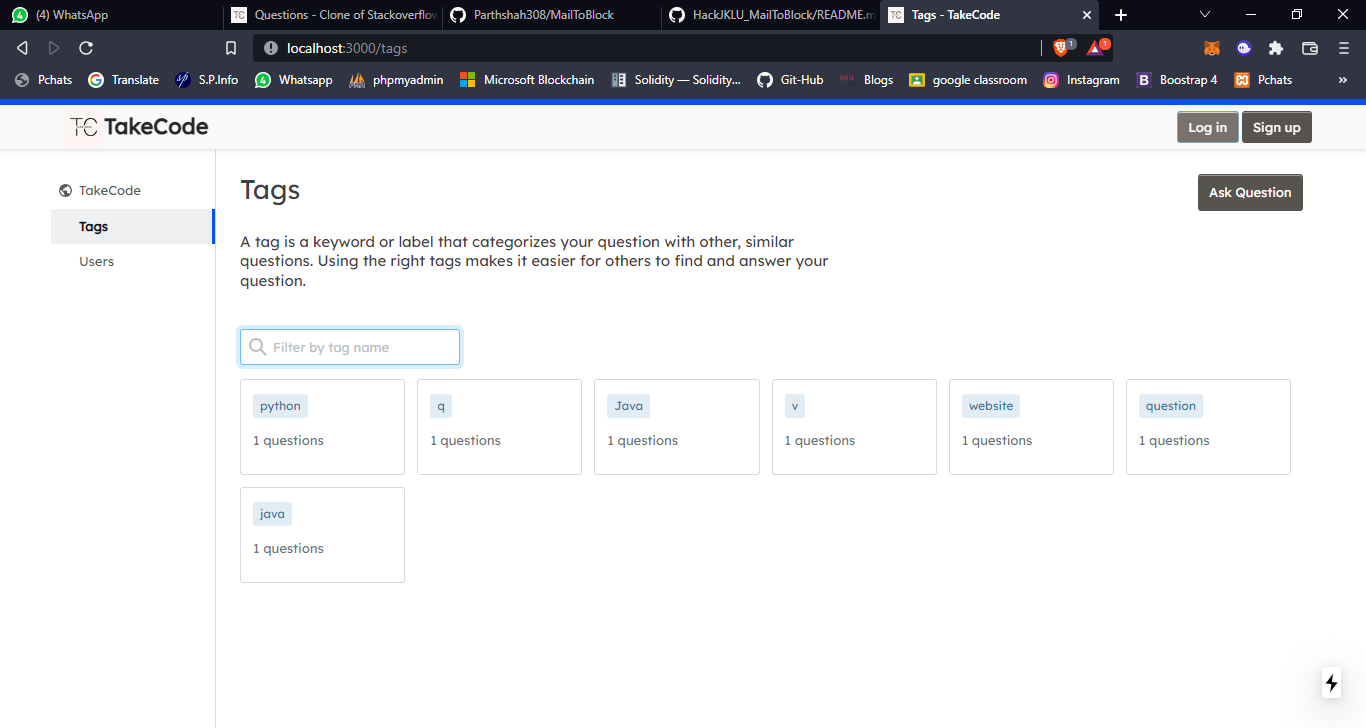 (4) WhatsApp
Questions - Clone of Stackoverflow
Parthshah308/MailToBlock
HackJKLU_MailToBlock/README.m
Tags - TakeCode
localhost:3000/tags
1
1
Pchats
Translate
S.P.Info
Whatsapp
phpmyadmin
Microsoft Blockchain
Solidity — Solidity...
Git-Hub
Blogs
google classroom
Instagram
Boostrap 4
Pchats
»
TC TakeCode
Log in
Sign up
TakeCode
Tags
Users
Tags
Ask Question
A tag is a keyword or label that categorizes your question with other, similar
questions. Using the right tags makes it easier for others to find and answer your
question.
Filter by tag name
python
1 questions
q
1 questions
Java
1 questions
v
1 questions
website
1 questions
question
1 questions
java
1 questions